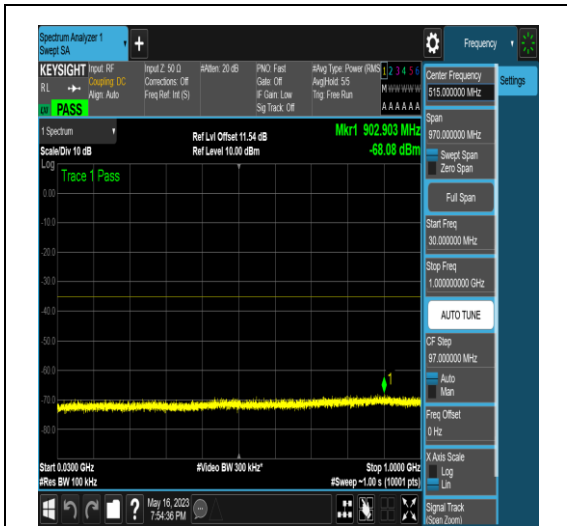 Spectrum Analyzer 1
Swept SA
Frequency
KEYSIGHT
RL
PASS
Input: RF
Coupling: DC
Align: Auto
Input Z: 50 Ω
Corrections: Off
Freq Ref: Int (S)
#Atten: 20 dB
PNO: Fast
Gate: Off
IF Gain: Low
Sig Track: Off
#Avg Type: Power (RMS
Avg|Hold: 5/5
Trig: Free Run
1 2 3 4 5 6
M W W W W W
A A A A A A
1 Spectrum
Scale/Div 10 dB
Ref Lvl Offset 11.54 dB
Ref Level 10.00 dBm
Mkr1 902.903 MHz
-68.08 dBm
Log
Trace 1 Pass
0.00
-10.0
-20.0
-30.0
-40.0
-50.0
-60.0
-70.0
-80.0
1
Start 0.0300 GHz
#Res BW 100 kHz
#Video BW 300 kHz*
Stop 1.0000 GHz
#Sweep ~1.00 s (10001 pts)
May 16, 2023
7:54:36 PM
Center Frequency
515.000000 MHz
Settings
Span
970.000000 MHz
Swept Span
Zero Span
Full Span
Start Freq
30.000000 MHz
Stop Freq
1.000000000 GHz
AUTO TUNE
CF Step
97.000000 MHz
Auto
Man
Freq Offset
0 Hz
X Axis Scale
Log
Lin
Signal Track
(Span Zoom)